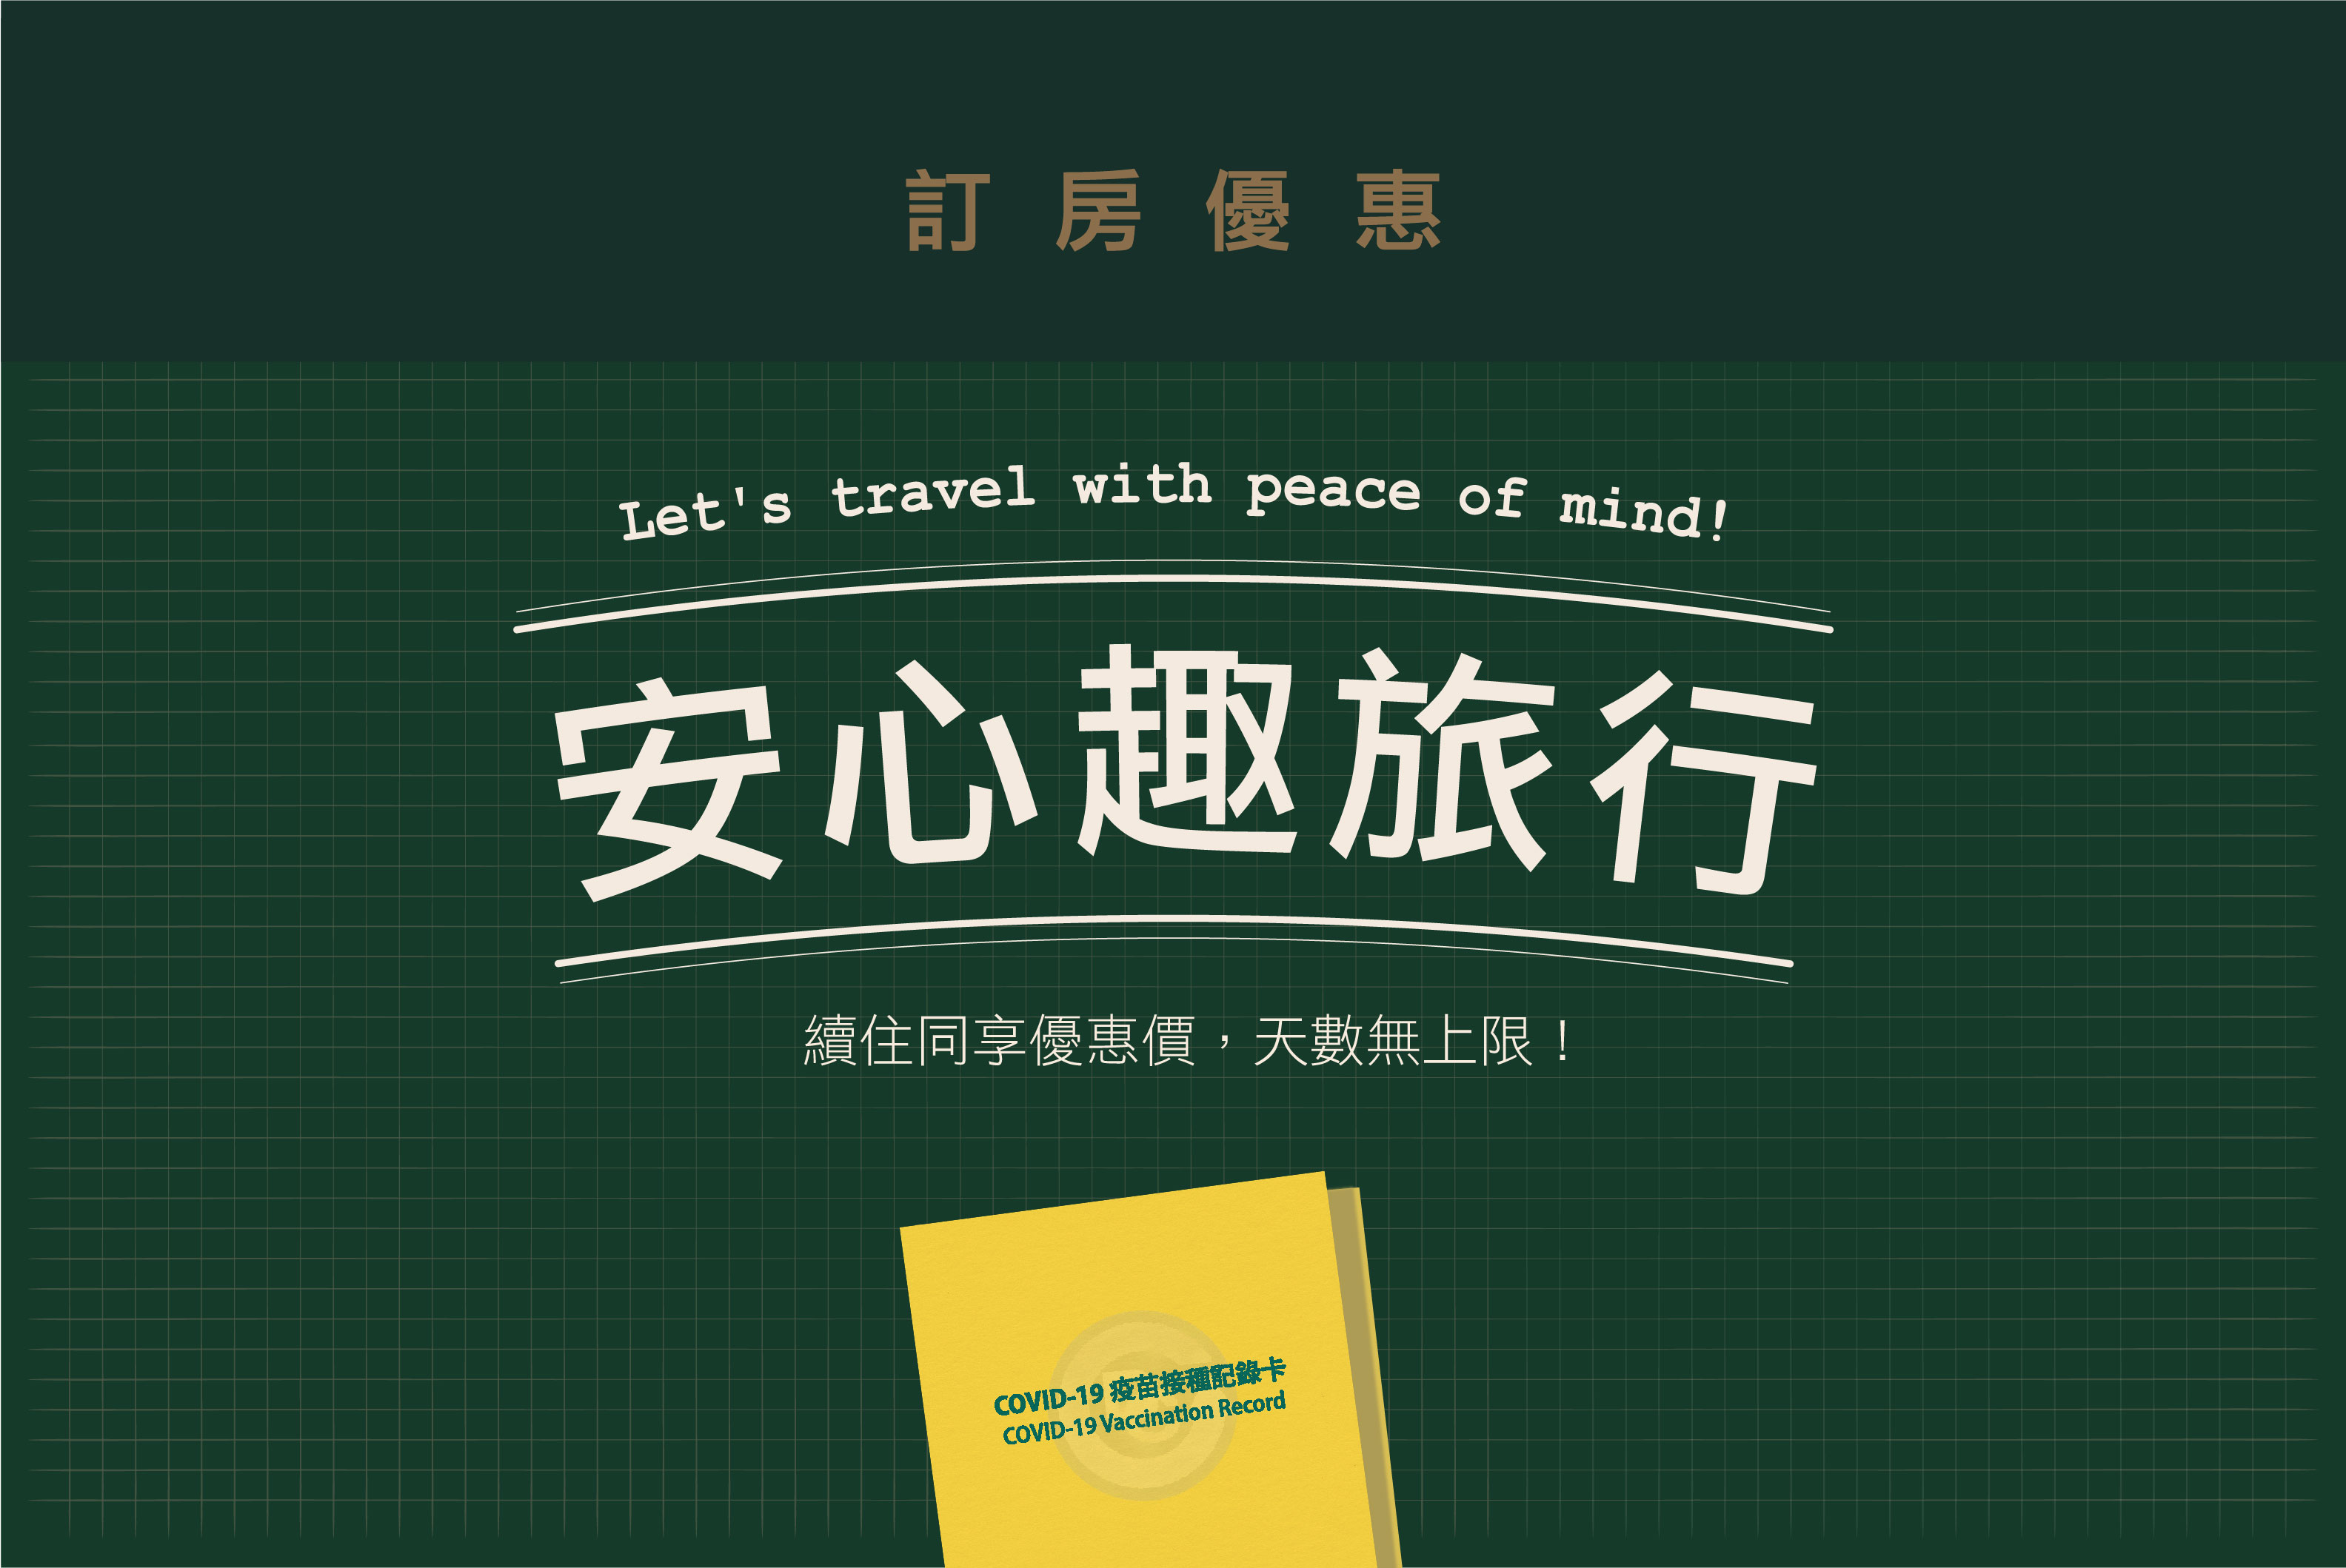 訂房優惠
Let's travel with peace of mind!
安心趣旅行
續住同享優惠價，天數無上限！
COVID-19 疫苗接種記錄卡
COVID-19 Vaccination Record